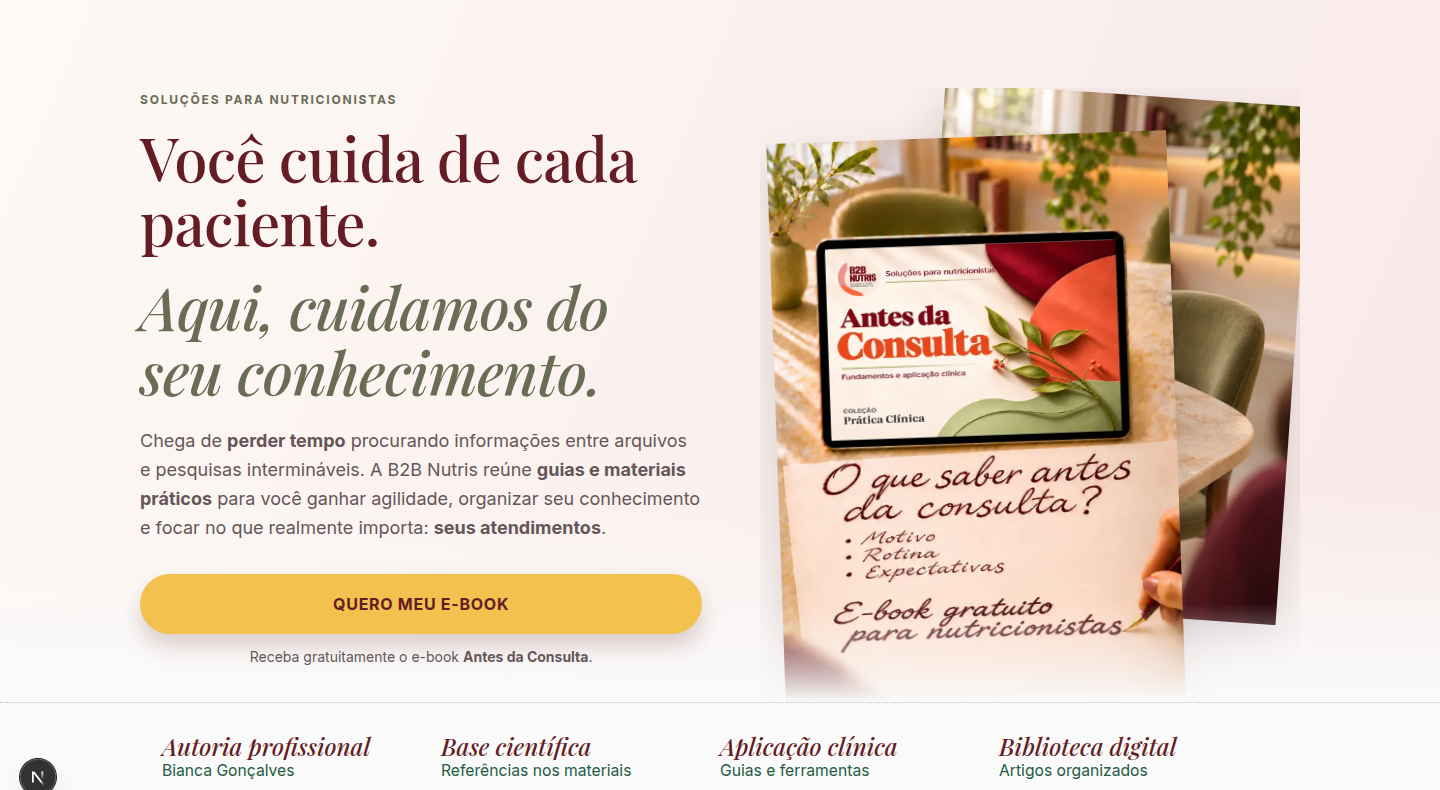 SOLUÇÕES PARA NUTRICIONISTAS
Você cuida de cada
paciente.
Aqui, cuidamos do
seu conhecimento.
Chega de perder tempo procurando informações entre arquivos
e pesquisas intermináveis. A B2B Nutris reúne guias e materiais
práticos para você ganhar agilidade, organizar seu conhecimento
e focar no que realmente importa: seus atendimentos.
QUERO MEU E-BOOK
Receba gratuitamente o e-book Antes da Consulta.
B2B
NUTRIS
Soluções para nutricionistas
Antes da
Consulta
Fundamentos e aplicação clínica
COLEÇÃO
Prática Clínica
O que saber antes
da consulta?
• Motivo
• Rotina
• Expectativas
E-book gratuito
para nutricionistas
Autoria profissional
Bianca Gonçalves
Base científica
Referências nos materiais
Aplicação clínica
Guias e ferramentas
Biblioteca digital
Artigos organizados
N